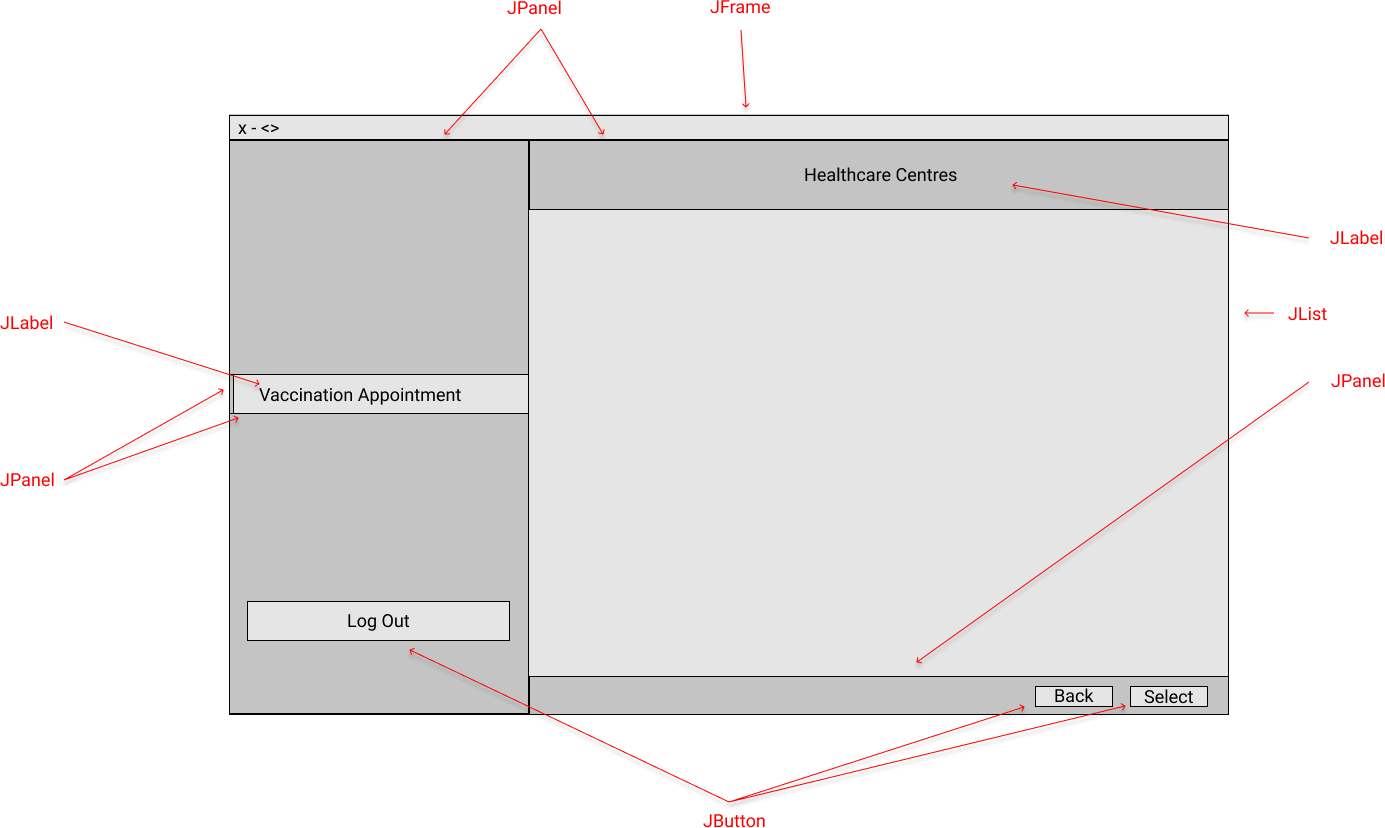 JPanel
JFrame
x - <>
Healthcare Centres
JLabel
JList
JLabel
JPanel
Vaccination Appointment
JPanel
Log Out
Back
Select
JButton